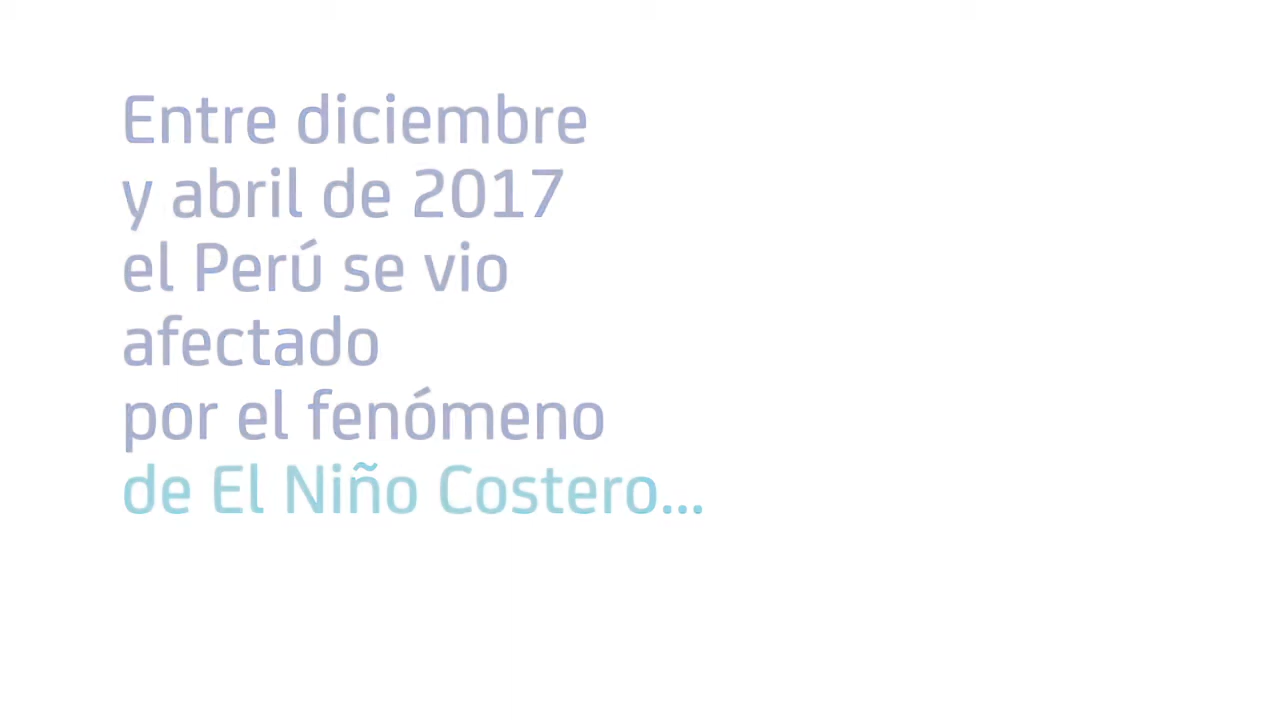 Entre diciembre
y abril de 2017
el Perú se vio
afectado
por el fenómeno
de El Niño Costero...